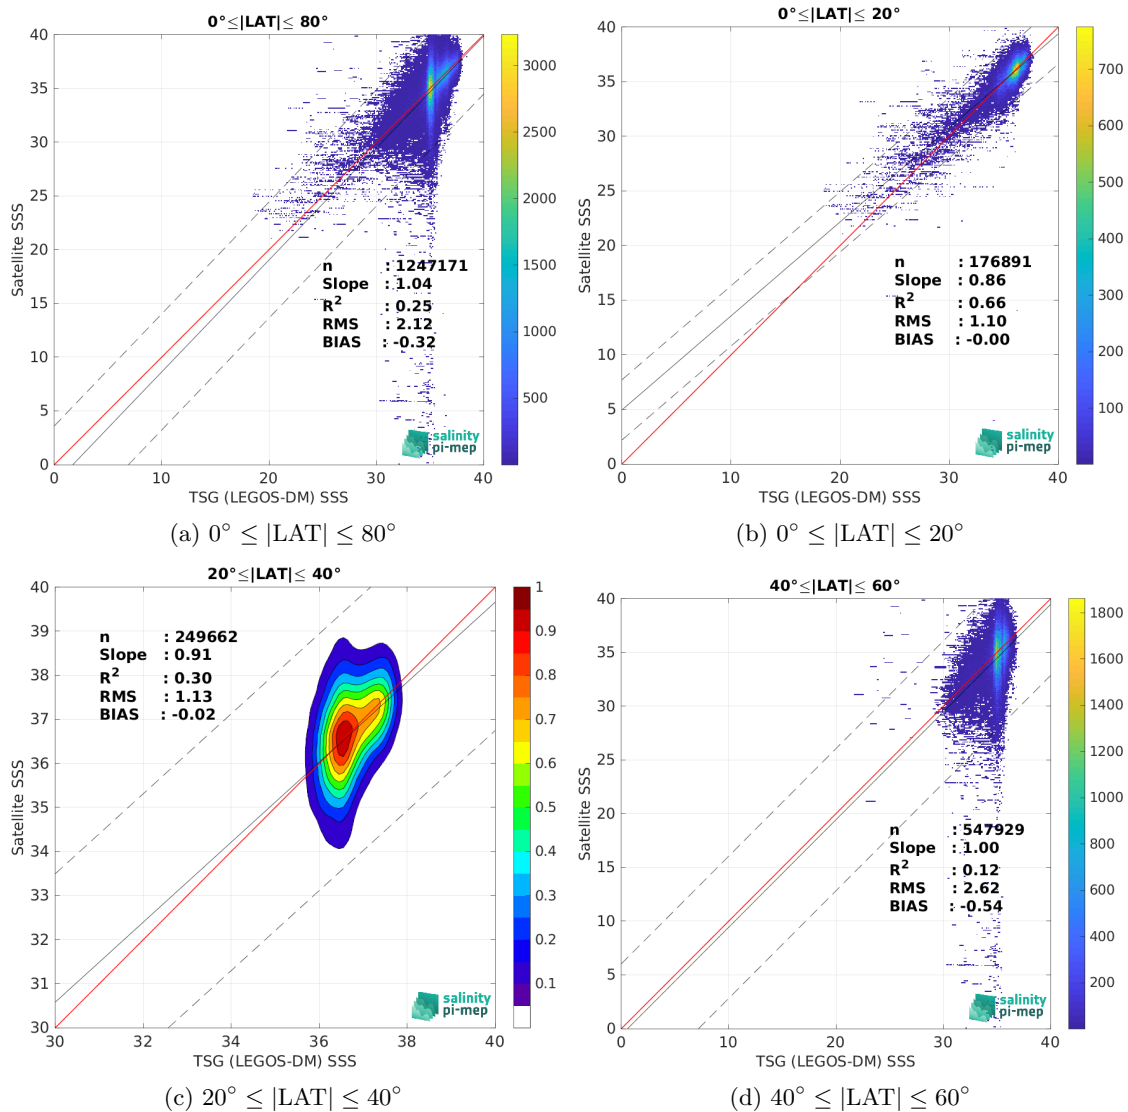 0°≤|LAT|≤ 80°
40
35
30
25
20
15
10
5
0
Satellite SSS
n : 1247171
Slope : 1.04
R² : 0.25
RMS : 2.12
BIAS : -0.32
salinity
pi-mep
0 10 20 30 40
TSG (LEGOS-DM) SSS
3000
2500
2000
1500
1000
500
(a) 0° ≤ |LAT| ≤ 80°
0°≤|LAT|≤ 20°
40
35
30
25
20
15
10
5
0
Satellite SSS
n : 176891
Slope : 0.86
R² : 0.66
RMS : 1.10
BIAS : -0.00
salinity
pi-mep
0 10 20 30 40
TSG (LEGOS-DM) SSS
700
600
500
400
300
200
100
(b) 0° ≤ |LAT| ≤ 20°
20°≤|LAT|≤ 40°
40
39
38
37
36
35
34
33
32
31
30
Satellite SSS
n : 249662
Slope : 0.91
R² : 0.30
RMS : 1.13
BIAS : -0.02
salinity
pi-mep
30 32 34 36 38 40
TSG (LEGOS-DM) SSS
1
0.9
0.8
0.7
0.6
0.5
0.4
0.3
0.2
0.1
(c) 20° ≤ |LAT| ≤ 40°
40°≤|LAT|≤ 60°
40
35
30
25
20
15
10
5
0
Satellite SSS
n : 547929
Slope : 1.00
R² : 0.12
RMS : 2.62
BIAS : -0.54
salinity
pi-mep
0 10 20 30 40
TSG (LEGOS-DM) SSS
1800
1600
1400
1200
1000
800
600
400
200
(d) 40° ≤ |LAT| ≤ 60°